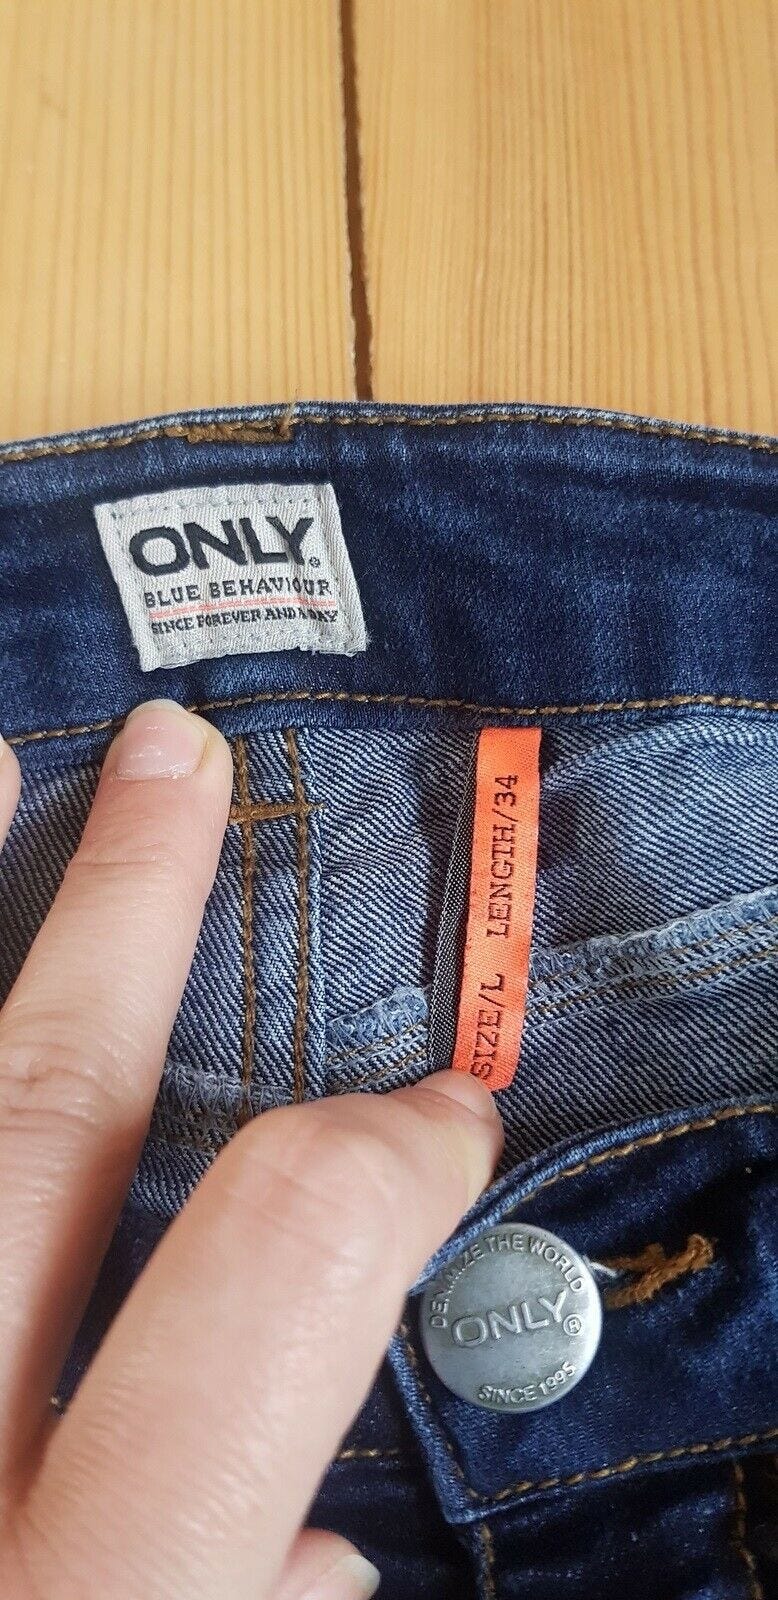 ONLY®
BLUE BEHAVIOUR
SINCE FOREVER AND A DAY
SIZE/L LENGTH/34
DENIMIZE THE WORLD
ONLY®
SINCE 1995